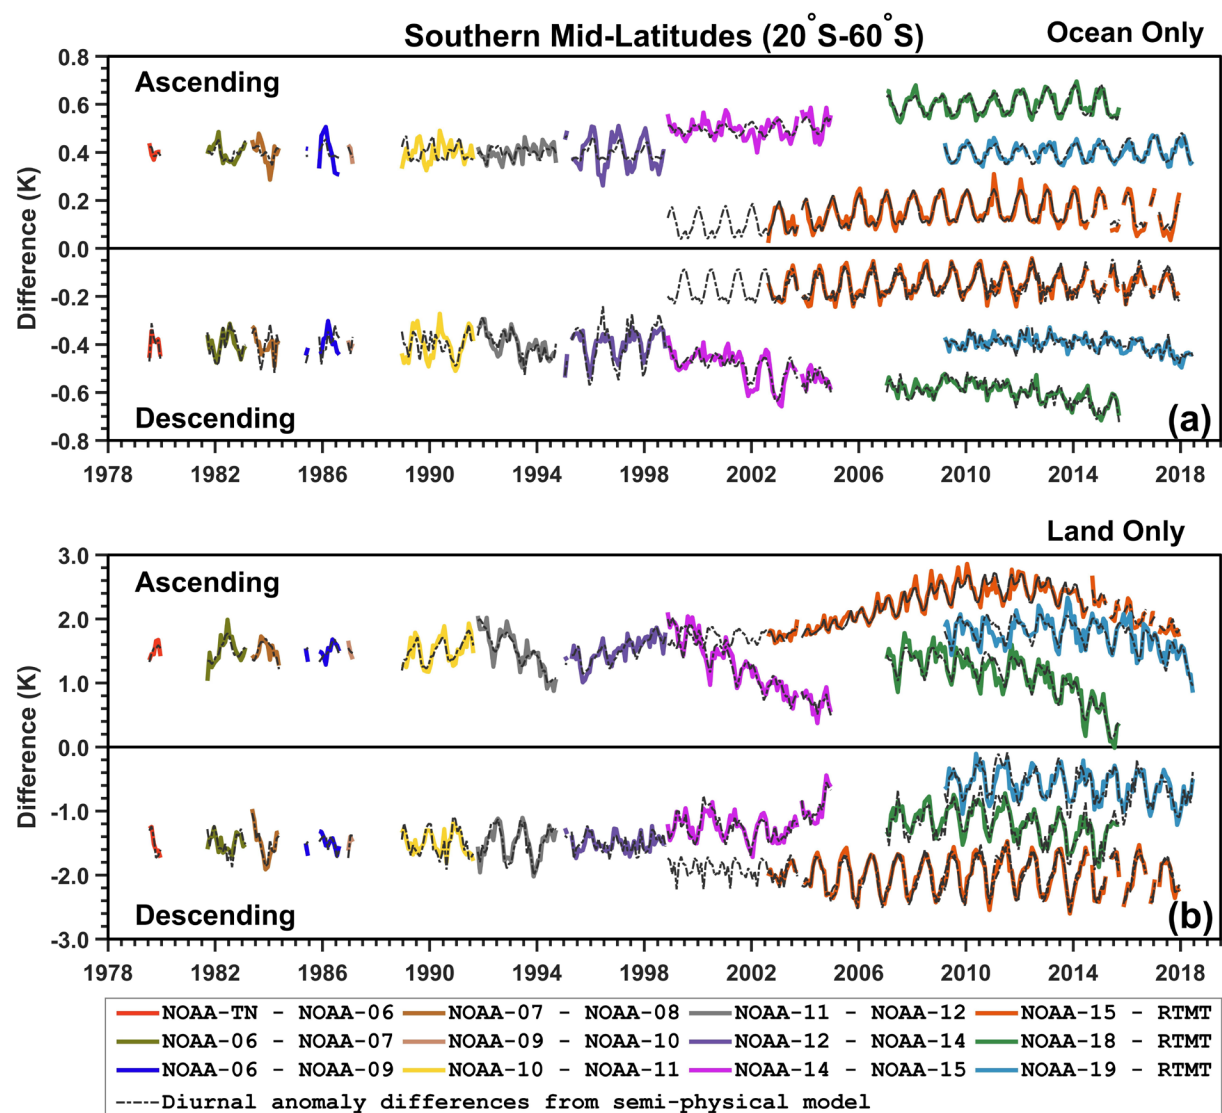 Southern Mid-Latitudes (20°S-60°S)
Ocean Only
Ascending
0.8
0.6
0.4
0.2
0.0
-0.2
-0.4
-0.6
-0.8
Difference (K)
Descending
(a)
1978 1982 1986 1990 1994 1998 2002 2006 2010 2014 2018
Land Only
Ascending
3.0
2.0
1.0
0.0
-1.0
-2.0
-3.0
Difference (K)
Descending
(b)
1978 1982 1986 1990 1994 1998 2002 2006 2010 2014 2018
NOAA-TN - NOAA-06 NOAA-07 - NOAA-08 NOAA-11 - NOAA-12 NOAA-15 - RTMT
NOAA-06 - NOAA-07 NOAA-09 - NOAA-10 NOAA-12 - NOAA-14 NOAA-18 - RTMT
NOAA-06 - NOAA-09 NOAA-10 - NOAA-11 NOAA-14 - NOAA-15 NOAA-19 - RTMT
Diurnal anomaly differences from semi-physical model